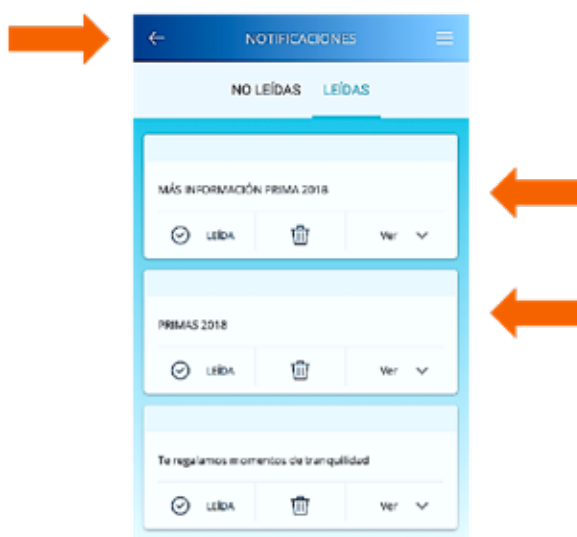 NOTIFICACIONES
NO LEÍDAS LEÍDAS
MÁS INFORMACIÓN PRIMA 2018
LEÍDA Ver
PRIMAS 2018
LEÍDA Ver
Te regalamos momentos de tranquilidad
LEÍDA Ver